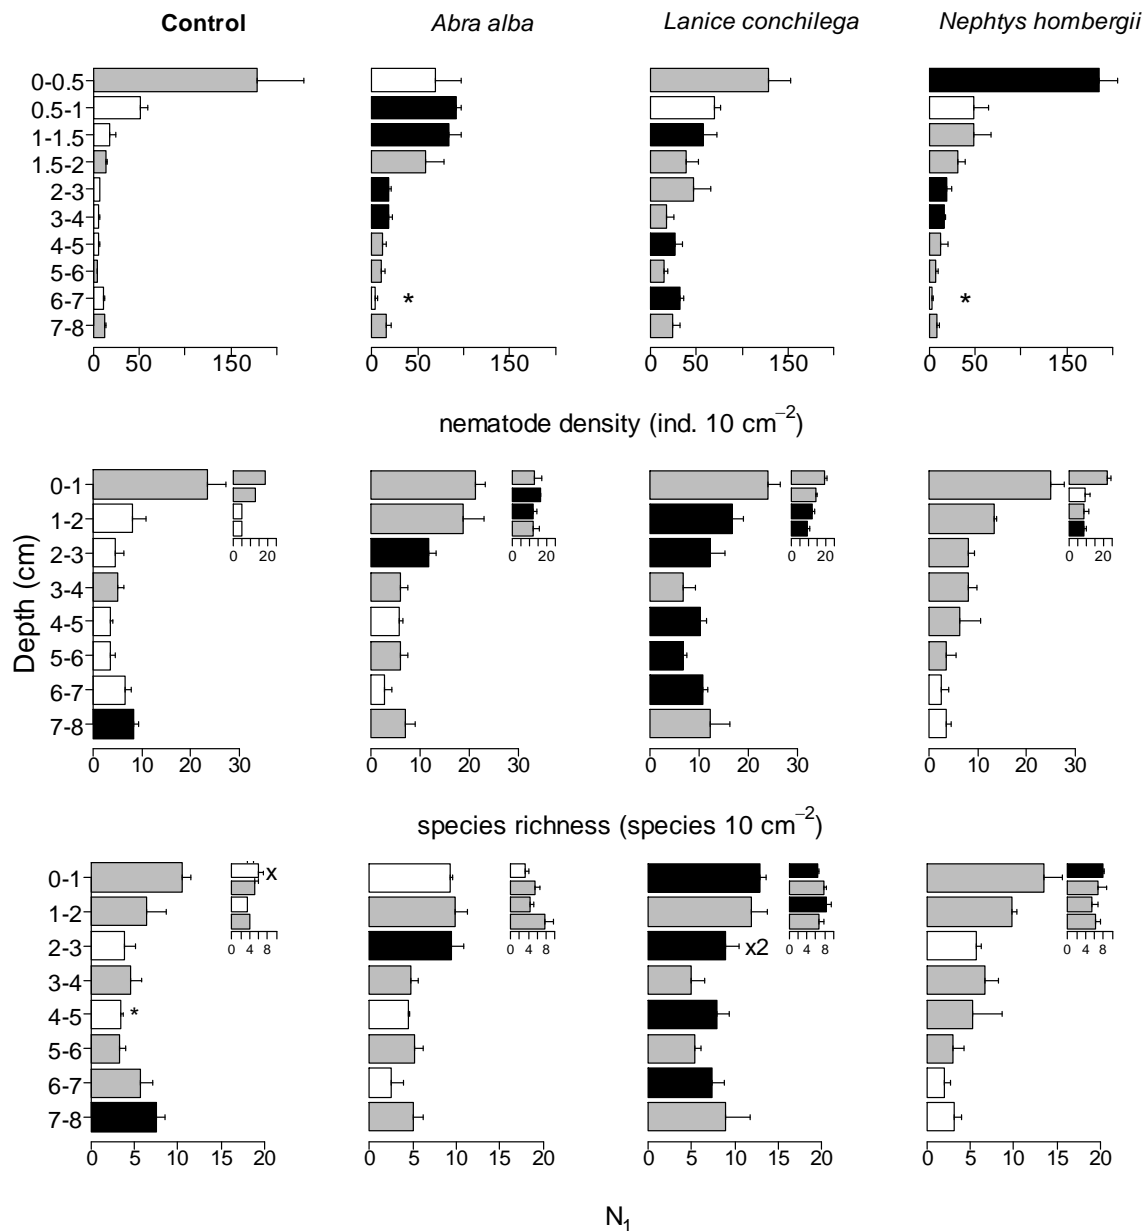 Control Abra alba Lanice conchilega Nephtys hombergii
0-0.5
0.5-1
1-1.5
1.5-2
2-3
3-4
4-5
5-6
6-7 * *
7-8
0 50 150 0 50 150 0 50 150 0 50 150
nematode density (ind. 10 cm⁻²)
Depth (cm)
0-1
1-2
0 20 0 20 0 20 0 20
2-3
3-4
4-5
5-6
6-7
7-8
0 10 20 30 0 10 20 30 0 10 20 30 0 10 20 30
species richness (species 10 cm⁻²)
0-1 x
1-2
0 4 8 0 4 8 0 4 8 0 4 8
2-3 x2
3-4
4-5 *
5-6
6-7
7-8
0 5 10 15 20 0 5 10 15 20 0 5 10 15 20 0 5 10 15 20
N₁